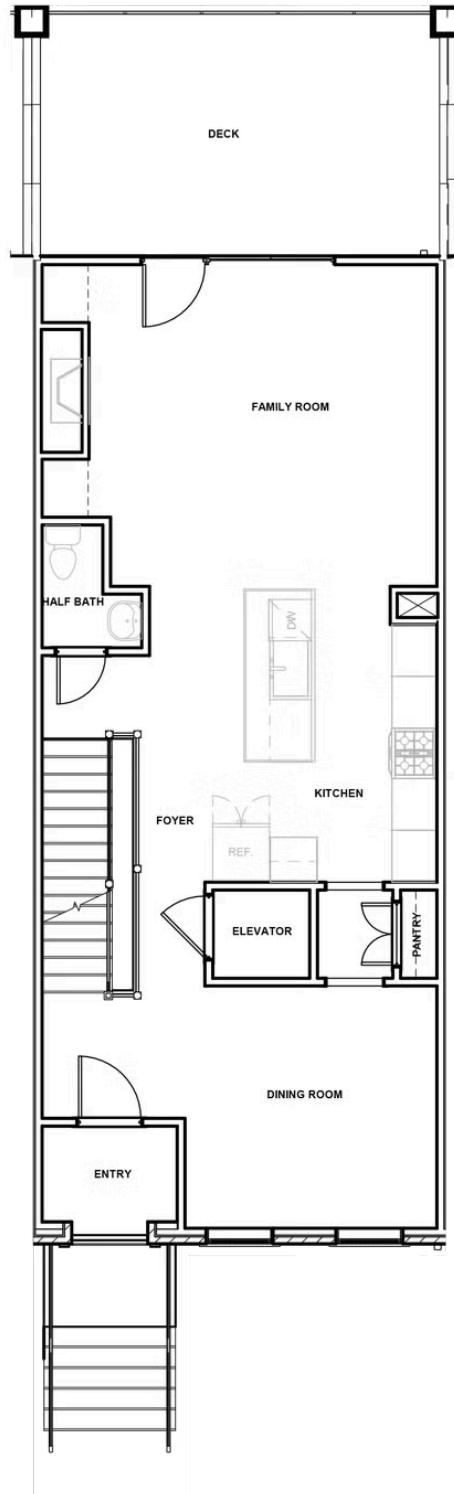 DECK
FAMILY ROOM
HALF BATH
DW
KITCHEN
FOYER
REF.
ELEVATOR
PANTRY
DINING ROOM
ENTRY